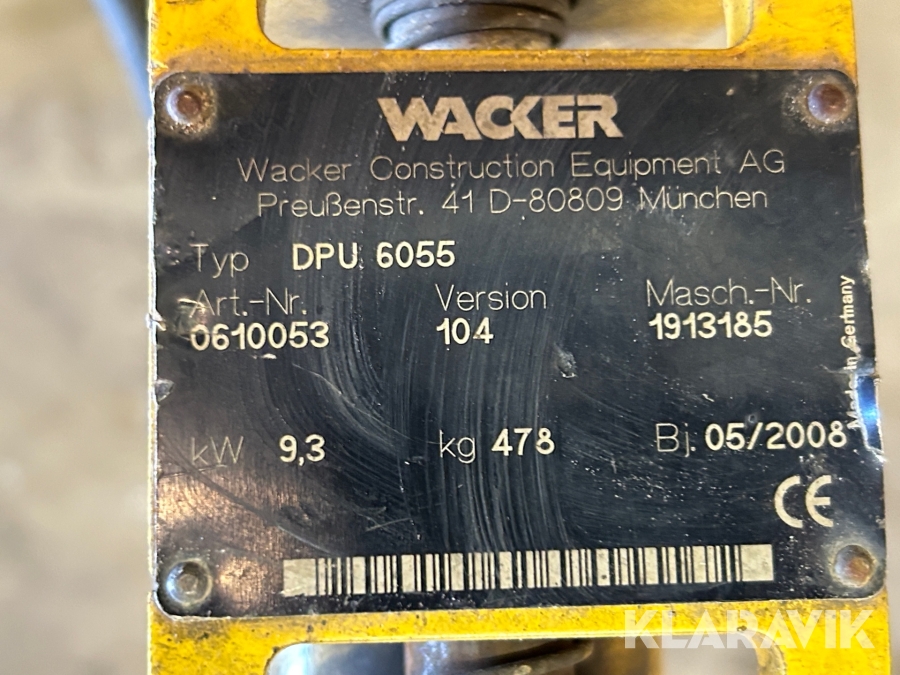 WACKER
Wacker Construction Equipment AG
Preußenstr. 41 D-80809 München
Typ DPU 6055
Art.-Nr. Version Masch.-Nr.
0610053 104 1913185
Made in Germany
kW 9,3 kg 478 Bj. 05/2008
CE
KLARAVIK